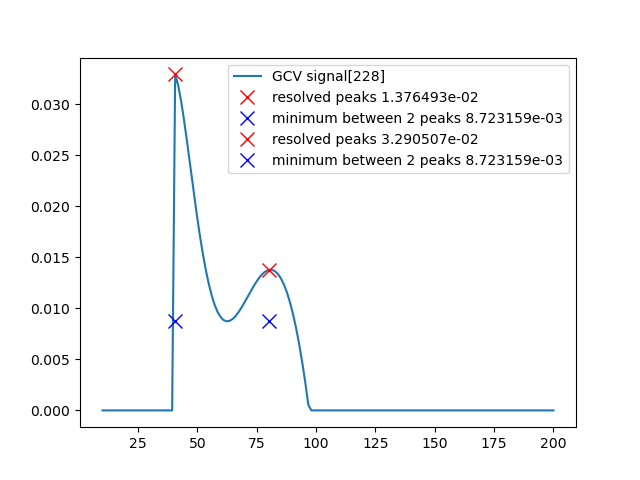 GCV signal[228]
resolved peaks 1.376493e-02
minimum between 2 peaks 8.723159e-03
resolved peaks 3.290507e-02
minimum between 2 peaks 8.723159e-03
0.030
0.025
0.020
0.015
0.010
0.005
0.000
25 50 75 100 125 150 175 200